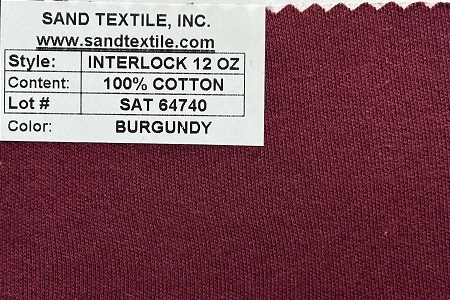 SAND TEXTILE, INC.
www.sandtextile.com
Style: INTERLOCK 12 OZ
Content: 100% COTTON
Lot # SAT 64740
Color: BURGUNDY